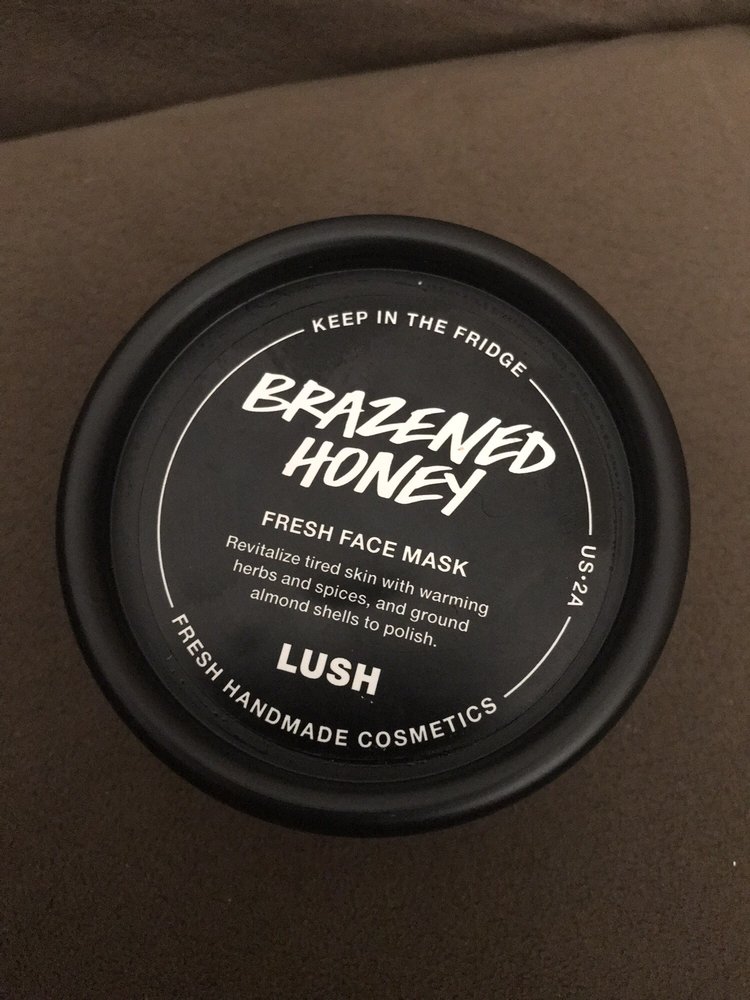 KEEP IN THE FRIDGE
BRAZENED
HONEY
FRESH FACE MASK
Revitalize tired skin with warming
herbs and spices, and ground
almond shells to polish.
LUSH
US•2A
FRESH HANDMADE COSMETICS